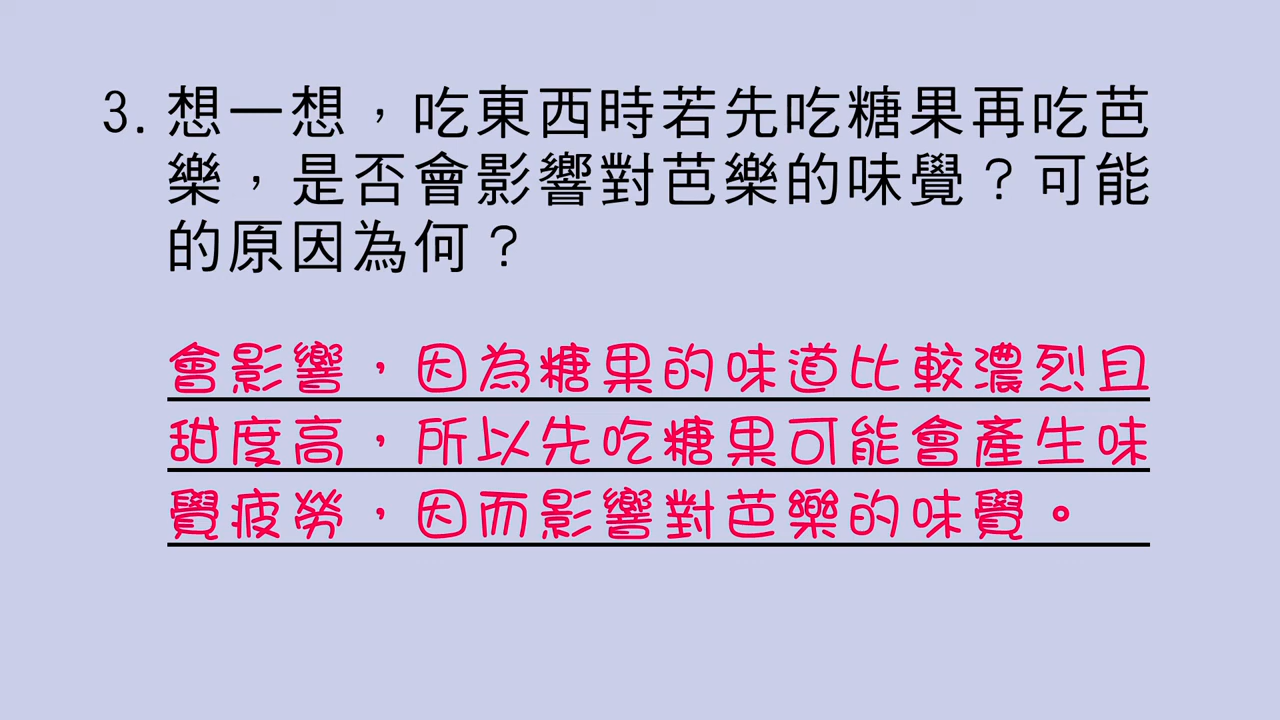 3. 想一想，吃東西時若先吃糖果再吃芭
樂，是否會影響對芭樂的味覺？可能
的原因為何？
會影響，因為糖果的味道比較濃烈且
甜度高，所以先吃糖果可能會產生味
覺疲勞，因而影響對芭樂的味覺。